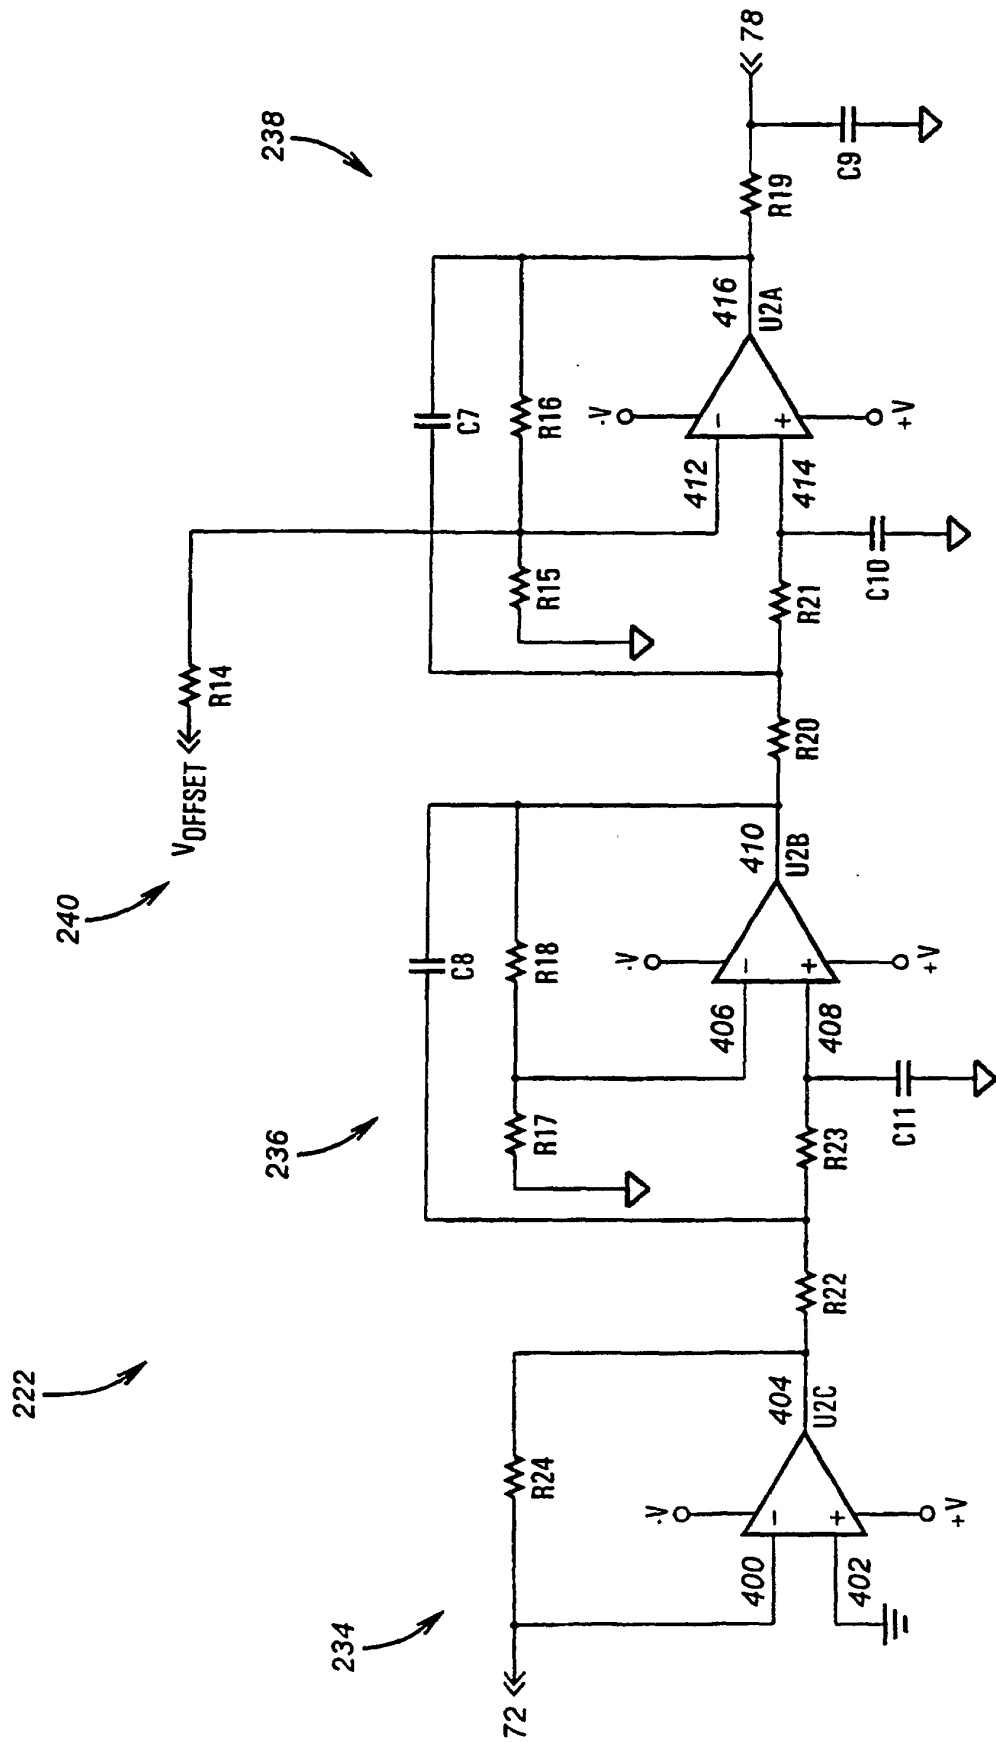 222
234
72
R24
400
402
-V
+V
404
U2C
R22
236
R17
R18
C8
R23
C11
406
408
-V
+V
410
U2B
R20
240
VOFFSET
R14
R15
R16
C7
R21
C10
412
414
-V
+V
416
U2A
238
R19
C9
78